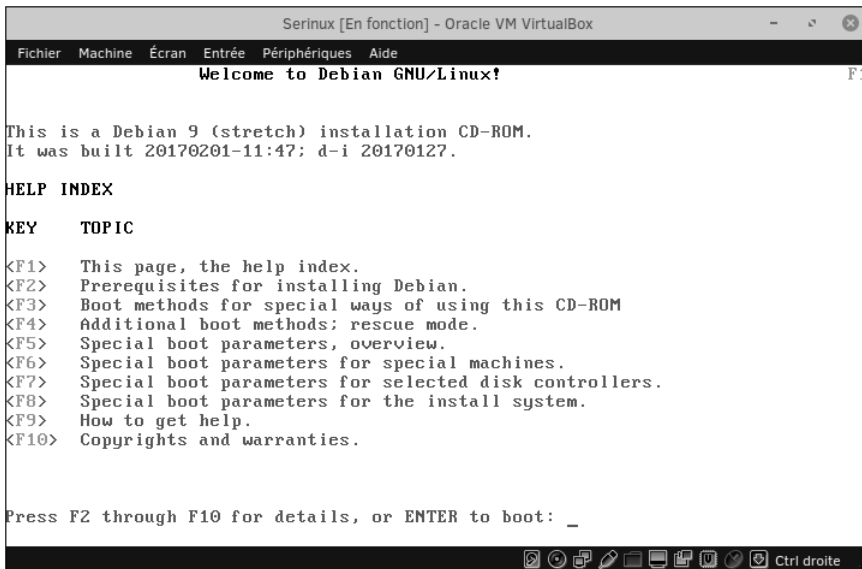 Serinux [En fonction] - Oracle VM VirtualBox
Fichier Machine Écran Entrée Périphériques Aide
Welcome to Debian GNU/Linux! F1
This is a Debian 9 (stretch) installation CD-ROM.
It was built 20170201-11:47; d-i 20170127.
HELP INDEX
KEY TOPIC
<F1> This page, the help index.
<F2> Prerequisites for installing Debian.
<F3> Boot methods for special ways of using this CD-ROM
<F4> Additional boot methods; rescue mode.
<F5> Special boot parameters, overview.
<F6> Special boot parameters for special machines.
<F7> Special boot parameters for selected disk controllers.
<F8> Special boot parameters for the install system.
<F9> How to get help.
<F10> Copyrights and warranties.
Press F2 through F10 for details, or ENTER to boot: _
Ctrl droite